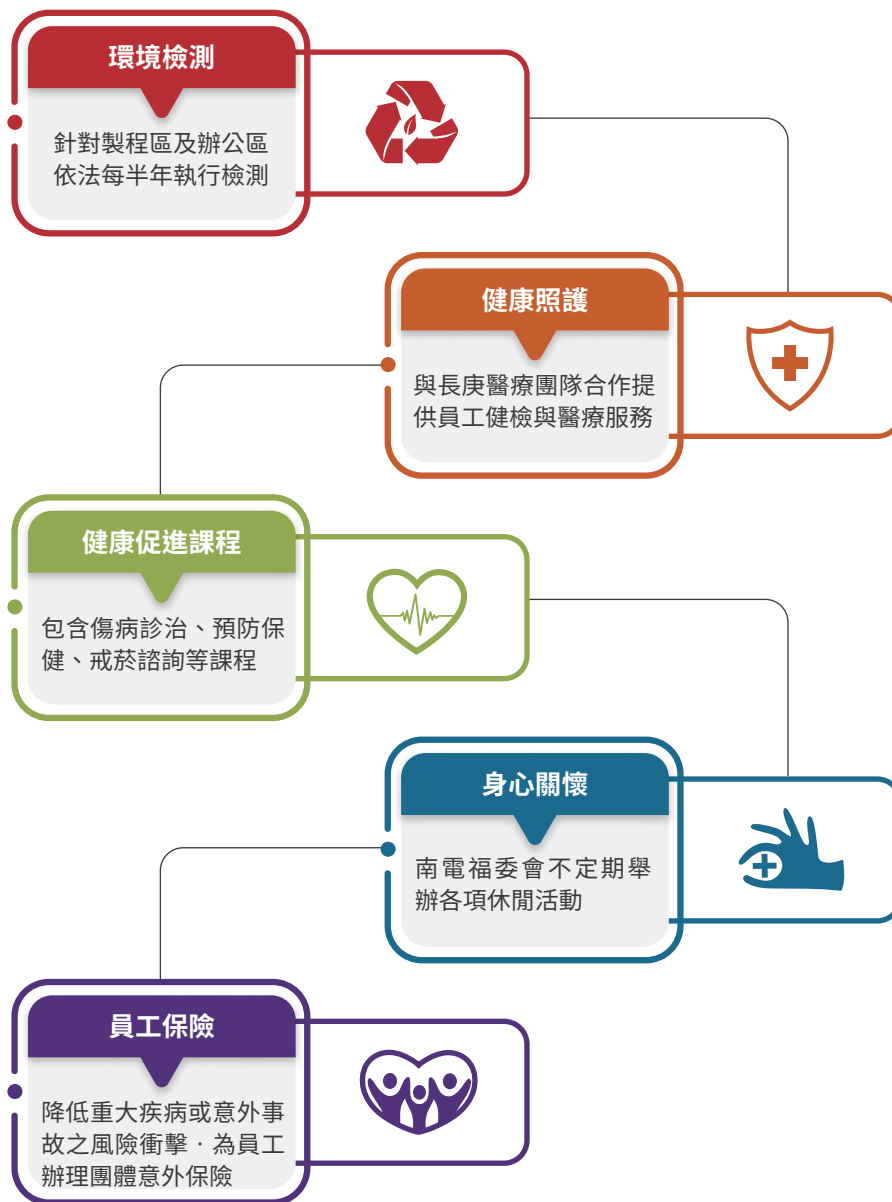 環境檢測
針對製程區及辦公區
依法每半年執行檢測
健康照護
與長庚醫療團隊合作提
供員工健檢與醫療服務
健康促進課程
包含傷病診治、預防保
健、戒菸諮詢等課程
身心關懷
南電福委會不定期舉
辦各項休閒活動
員工保險
降低重大疾病或意外事
故之風險衝擊，為員工
辦理團體意外保險